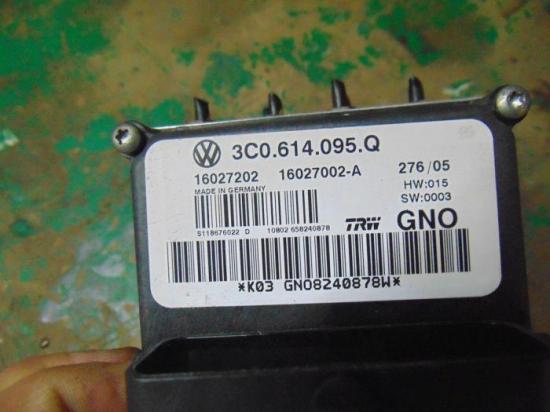 3C0.614.095.Q
16027202 16027002-A 276/05
MADE IN GERMANY HW:015
SW:0003
S118676022 D 10802 658240878 TRW GNO
*K03 GNO8240878W*